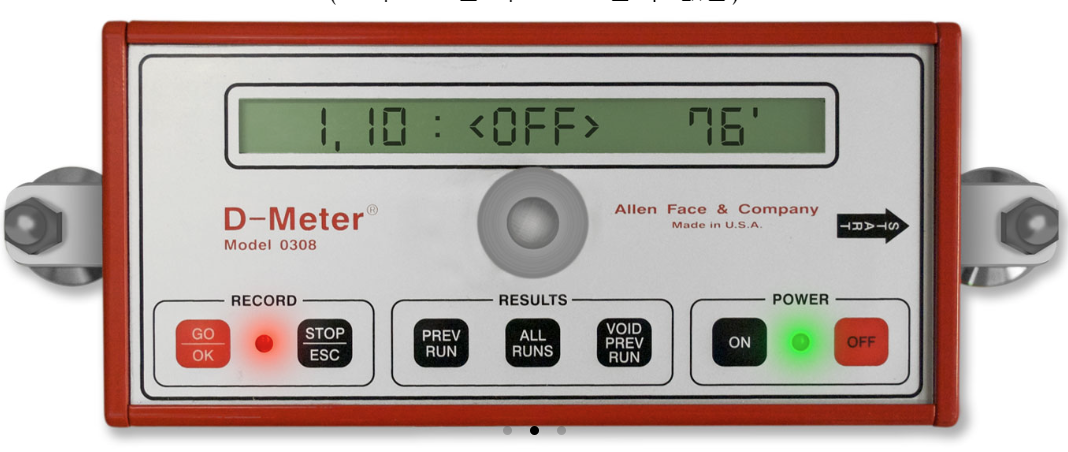 1, 10 : <OFF> 76'
D-Meter®
Model 0308
Allen Face & Company
Made in U.S.A.
START
RECORD
GO
OK
STOP
ESC
RESULTS
PREV
RUN
ALL
RUNS
VOID
PREV
RUN
POWER
ON
OFF